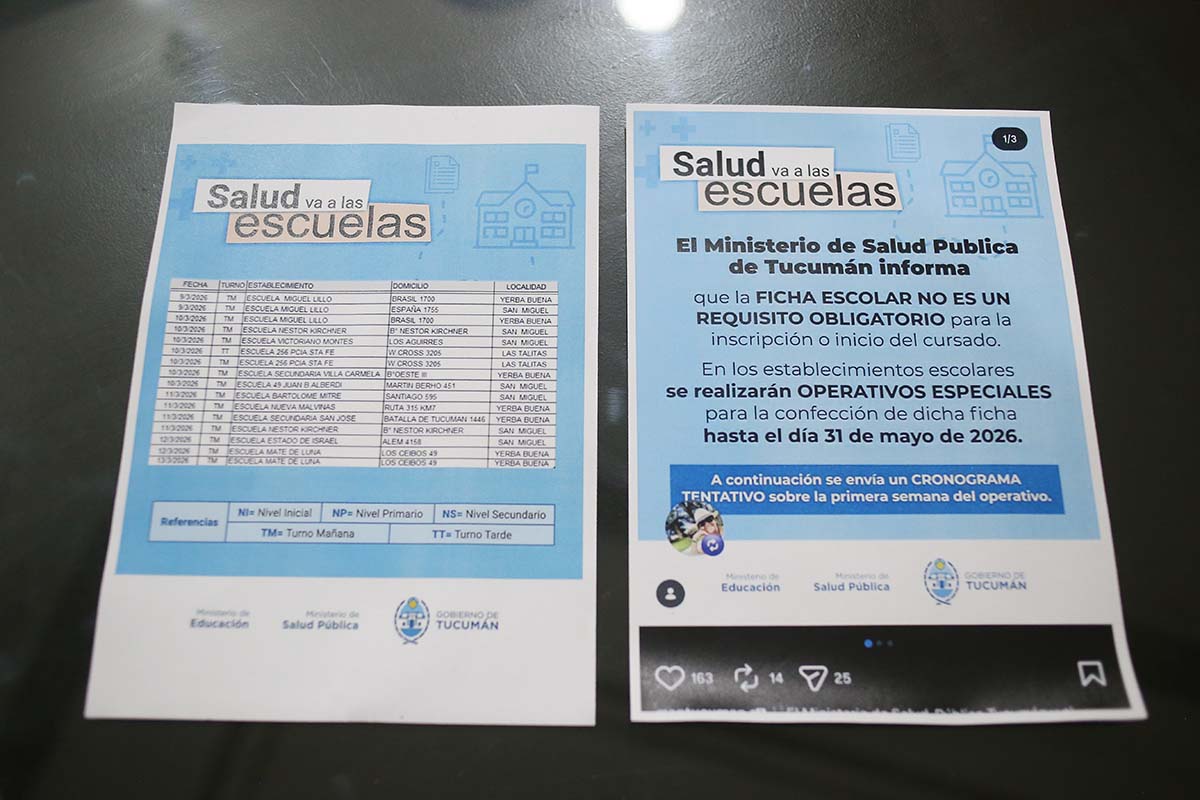 Salud va a las
escuelas
FECHA TURNO ESTABLECIMIENTO DOMICILIO LOCALIDAD
9/3/2026 TM ESCUELA MIGUEL LILLO BRASIL 1700 YERBA BUENA
9/3/2026 TM ESCUELA MIGUEL LILLO ESPAÑA 1755 SAN MIGUEL
10/3/2026 TM ESCUELA MIGUEL LILLO BRASIL 1700 YERBA BUENA
10/3/2026 TM ESCUELA NESTOR KIRCHNER B° NESTOR KIRCHNER SAN MIGUEL
10/3/2026 TM ESCUELA VICTORIANO MONTES LOS AGUIRRES SAN MIGUEL
10/3/2026 TT ESCUELA 256 PCIA STA FE W CROSS 3205 LAS TALITAS
10/3/2026 TM ESCUELA 256 PCIA STA FE W CROSS 3205 LAS TALITAS
10/3/2026 TM ESCUELA SECUNDARIA VILLA CARMELA B°OESTE III YERBA BUENA
10/3/2026 TM ESCUELA 49 JUAN B ALBERDI MARTIN BERHO 451 SAN MIGUEL
11/3/2026 TM ESCUELA BARTOLOME MITRE SANTIAGO 595 SAN MIGUEL
11/3/2026 TM ESCUELA NUEVA MALVINAS RUTA 315 KM7 YERBA BUENA
11/3/2026 TM ESCUELA SECUNDARIA SAN JOSE BATALLA DE TUCUMAN 1446 YERBA BUENA
11/3/2026 TM ESCUELA NESTOR KIRCHNER B° NESTOR KIRCHNER SAN MIGUEL
12/3/2026 TM ESCUELA ESTADO DE ISRAEL ALEM 4158 SAN MIGUEL
12/3/2026 TM ESCUELA MATE DE LUNA LOS CEIBOS 49 YERBA BUENA
13/3/2026 TM ESCUELA MATE DE LUNA LOS CEIBOS 49 YERBA BUENA
Referencias
NI= Nivel Inicial NP= Nivel Primario NS= Nivel Secundario
TM= Turno Mañana TT= Turno Tarde
Ministerio de
Educación
Ministerio de
Salud Pública
GOBIERNO DE
TUCUMÁN
1/3
Salud va a las
escuelas
El Ministerio de Salud Publica
de Tucumán informa
que la FICHA ESCOLAR NO ES UN
REQUISITO OBLIGATORIO para la
inscripción o inicio del cursado.
En los establecimientos escolares
se realizarán OPERATIVOS ESPECIALES
para la confección de dicha ficha
hasta el día 31 de mayo de 2026.
A continuación se envía un CRONOGRAMA
TENTATIVO sobre la primera semana del operativo.
Ministerio de
Educación
Ministerio de
Salud Pública
GOBIERNO DE
TUCUMÁN
163 14 25